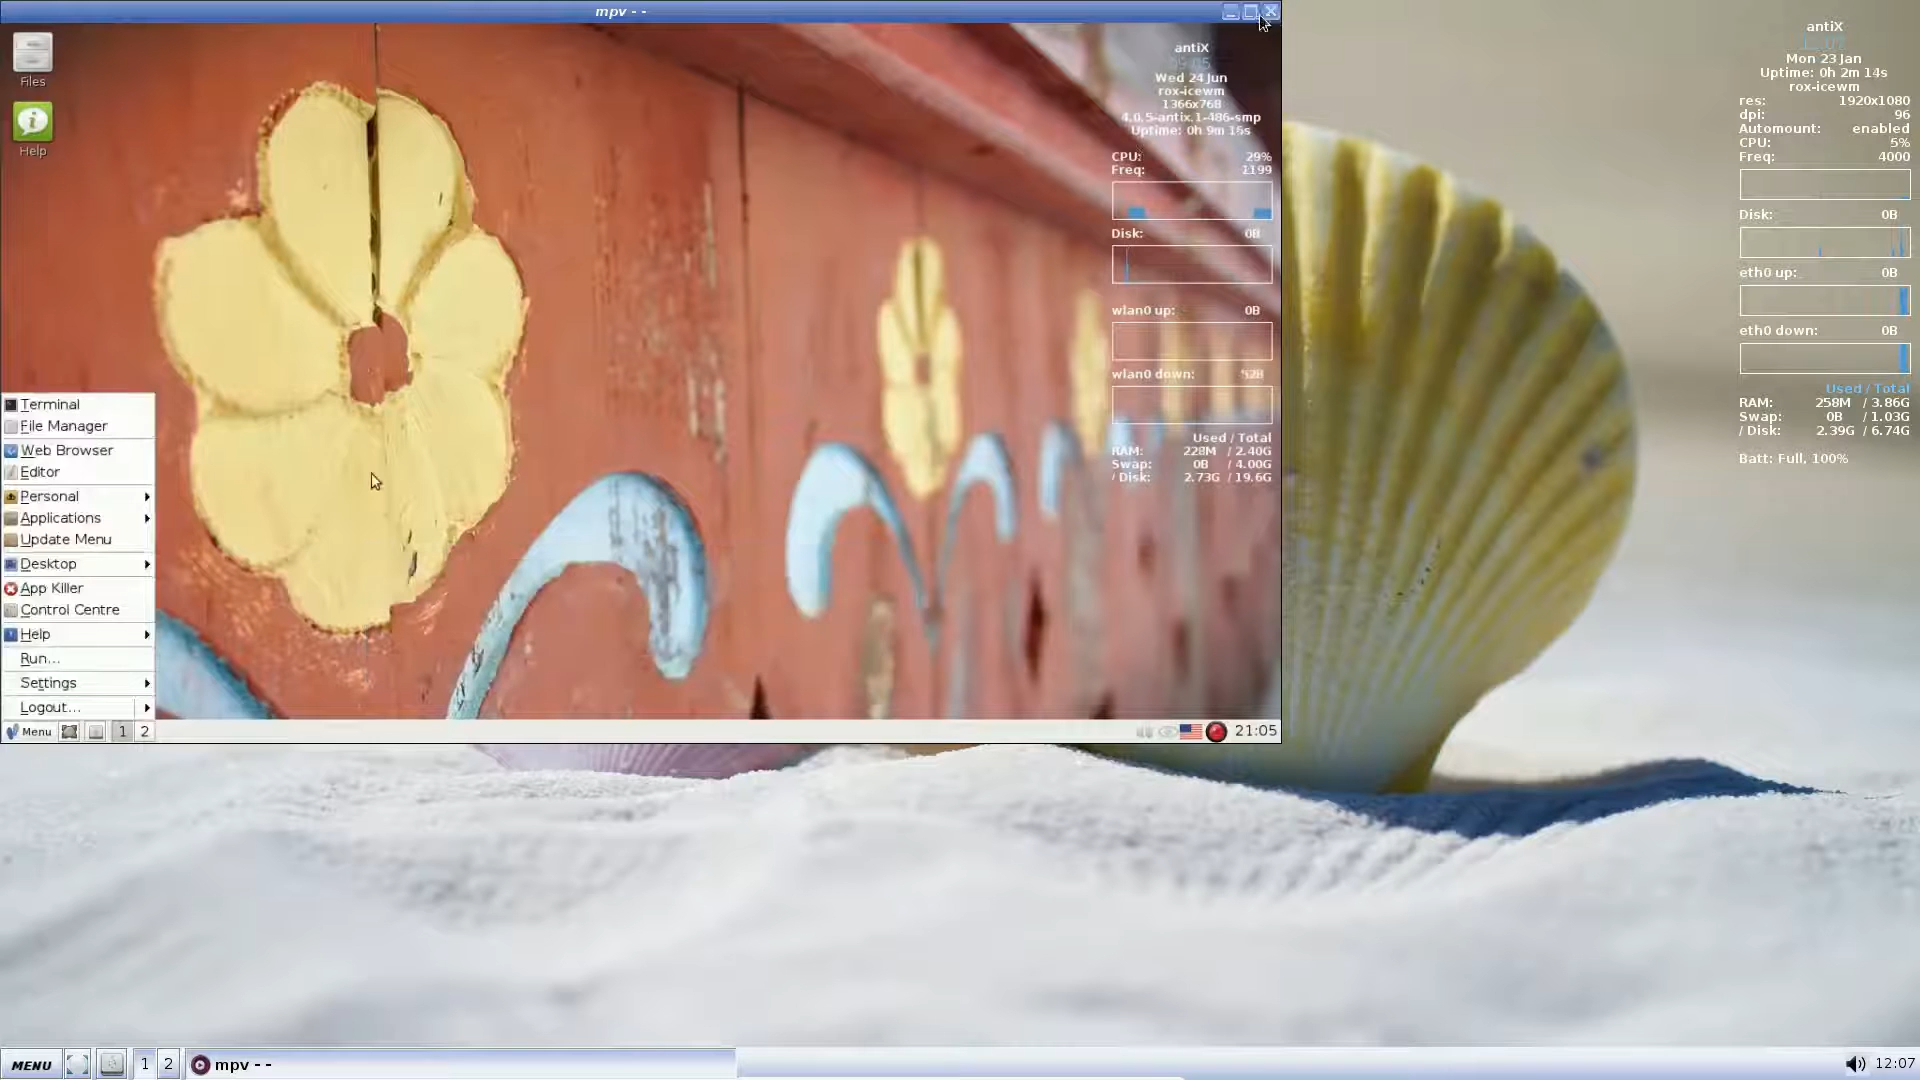 mpv - -
Files
Help
antiX
Wed 24 Jun
rox-icewm
1366x768
4.0.5-antix.1-486-smp
Uptime: 0h 9m 15s
CPU: 29%
Freq: 1199
Disk: 0B
wlan0 up: 0B
wlan0 down: 52B
Used / Total
RAM: 228M / 2.40G
Swap: 0B / 4.00G
/ Disk: 2.73G / 19.6G
Terminal
File Manager
Web Browser
Editor
Personal
Applications
Update Menu
Desktop
App Killer
Control Centre
Help
Run...
Settings
Logout...
Menu 1 2
21:05
antiX
Mon 23 Jan
Uptime: 0h 2m 14s
rox-icewm
res: 1920x1080
dpi: 96
Automount: enabled
CPU: 5%
Freq: 4000
Disk: 0B
eth0 up: 0B
eth0 down: 0B
Used / Total
RAM: 258M / 3.86G
Swap: 0B / 1.03G
/ Disk: 2.39G / 6.74G
Batt: Full, 100%
MENU 1 2 mpv - - 12:07